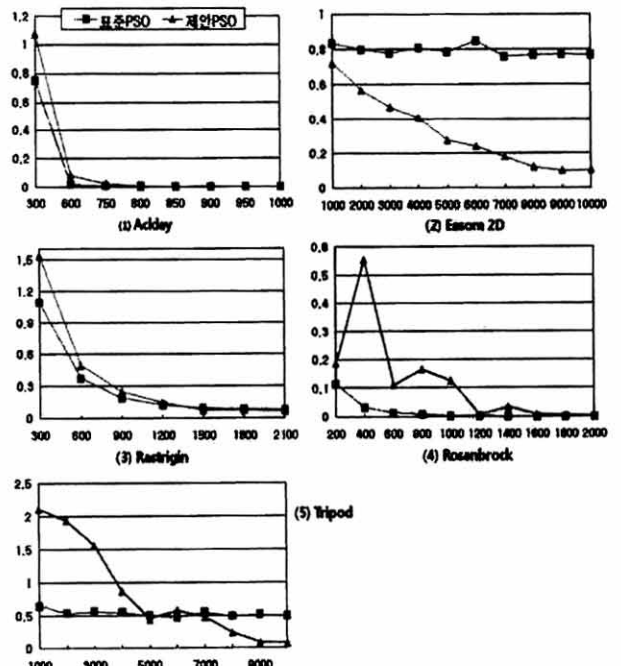 표준PSO 제안PSO
1,2
1
0,8
0,6
0,4
0,2
0
300 600 750 800 850 900 950 1000
(1) Ackley
1
0,8
0,6
0,4
0,2
0
1000 2000 3000 4000 5000 6000 7000 8000 9000 10000
(2) Easom 2D
1,5
1,2
0,9
0,6
0,3
0
300 600 900 1200 1500 1800 2100
(3) Rastrigin
0,6
0,5
0,4
0,3
0,2
0,1
0
200 400 600 800 1000 1200 1400 1600 1800 2000
(4) Rosenbrock
2,5
2
1,5
1
0,5
0
1000 3000 5000 7000 9000
(5) Tripod